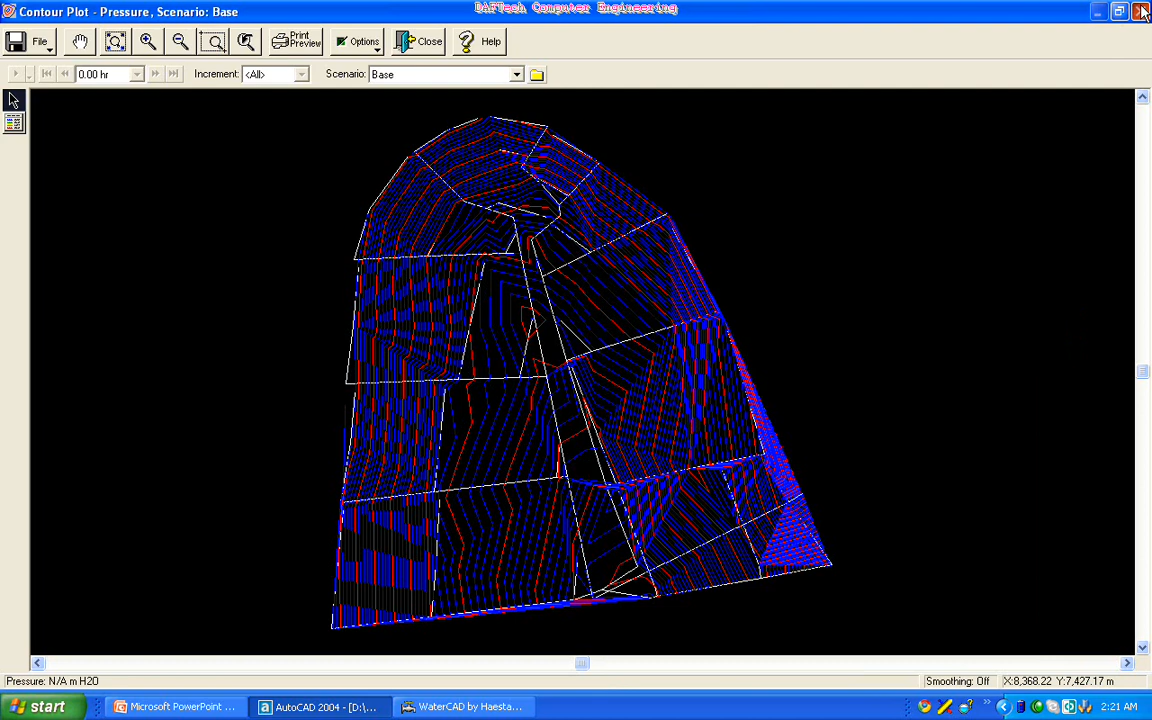 Contour Plot - Pressure, Scenario: Base
DAFTech Computer Engineering
File
Print Preview
Options
Close
Help
0.00 hr
Increment: <All>
Scenario: Base
Pressure: N/A m H2O
Smoothing: Off
X:8,368.22 Y:7,427.17 m
start
Microsoft PowerPoint ...
AutoCAD 2004 - [D:\...
WaterCAD by Haesta...
2:21 AM